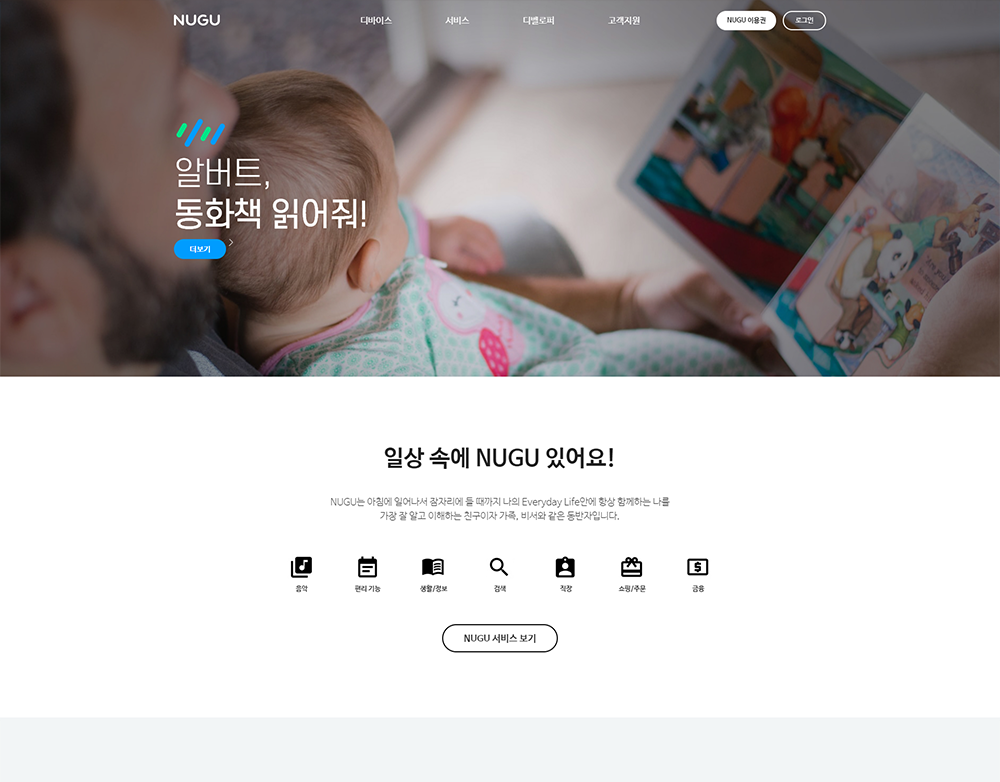 NUGU
디바이스 서비스 디벨로퍼 고객지원 NUGU 이용권 로그인
알버트,
동화책 읽어줘!
더보기
일상 속에 NUGU 있어요!
NUGU는 아침에 일어나서 잠자리에 들 때까지 나의 Everyday Life안에 항상 함께하는 나를
가장 잘 알고 이해하는 친구이자 가족, 비서와 같은 동반자입니다.
음악 편리 기능 생활/정보 검색 직장 쇼핑/주문 금융
NUGU 서비스 보기